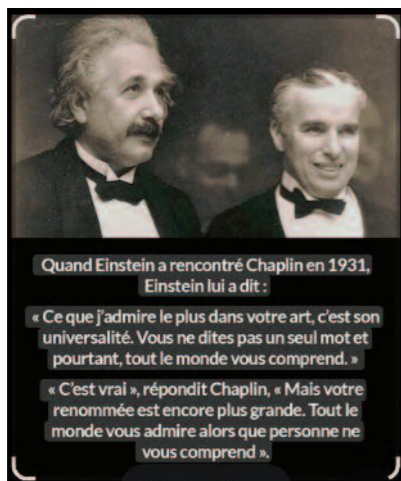 Quand Einstein a rencontré Chaplin en 1931,
Einstein lui a dit :
« Ce que j’admire le plus dans votre art, c’est son
universalité. Vous ne dites pas un seul mot et
pourtant, tout le monde vous comprend. »
« C’est vrai », répondit Chaplin, « Mais votre
renommée est encore plus grande. Tout le
monde vous admire alors que personne ne
vous comprend ».